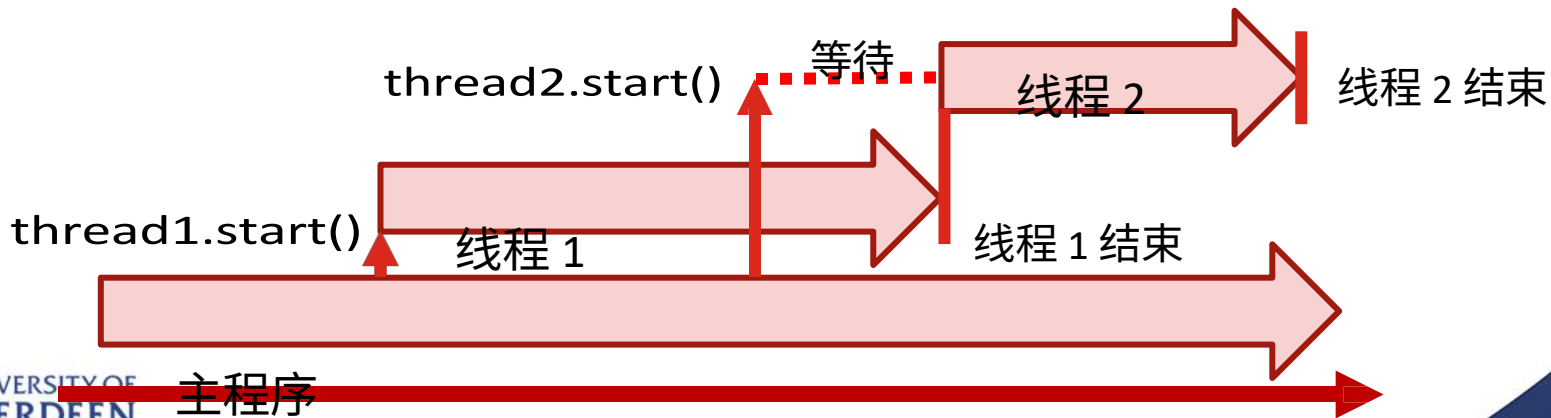 等待
thread2.start()
线程 2
线程 2 结束
thread1.start()
线程 1
线程 1 结束
主程序